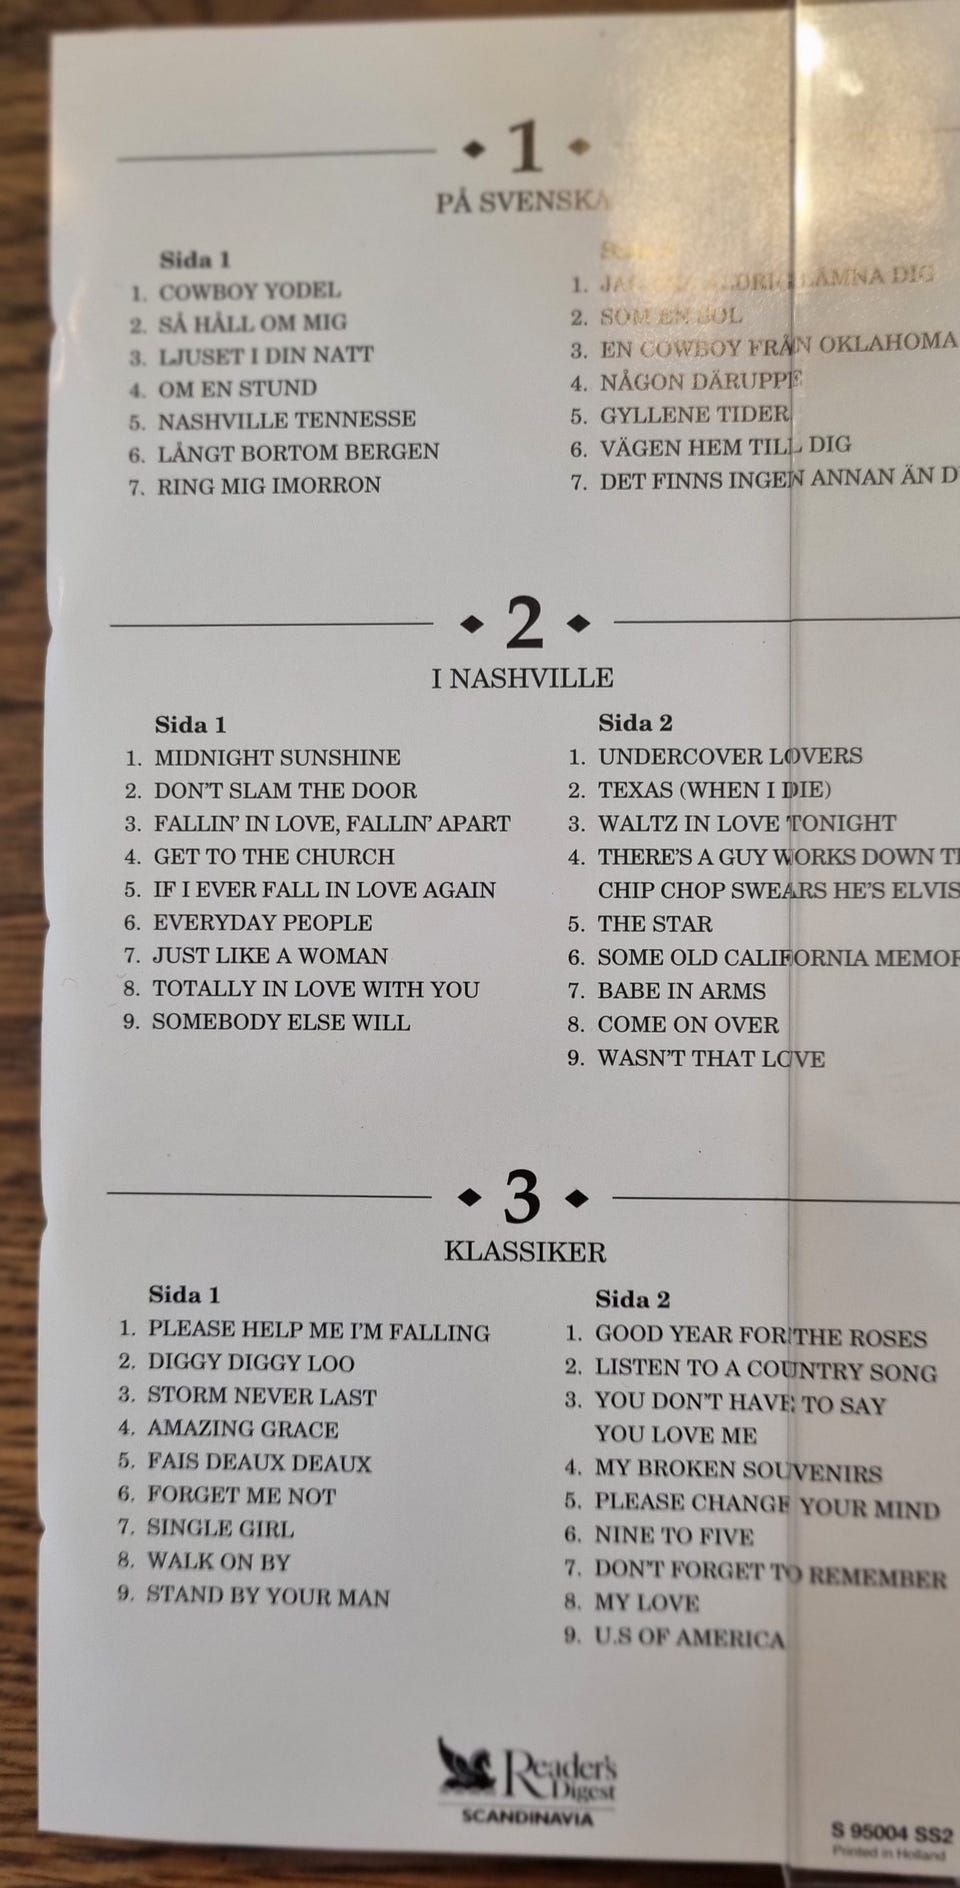 1
PÅ SVENSKA
Sida 1
1. COWBOY YODEL
2. SÅ HÅLL OM MIG
3. LJUSET I DIN NATT
4. OM EN STUND
5. NASHVILLE TENNESSE
6. LÅNGT BORTOM BERGEN
7. RING MIG IMORRON
1. LÄMNA DIG
2. SOM EN SOL
3. EN COWBOY FRÅN OKLAHOMA
4. NÅGON DÄRUPPE
5. GYLLENE TIDER
6. VÄGEN HEM TILL DIG
7. DET FINNS INGEN ANNAN ÄN
2
I NASHVILLE
Sida 1
1. MIDNIGHT SUNSHINE
2. DON'T SLAM THE DOOR
3. FALLIN' IN LOVE, FALLIN' APART
4. GET TO THE CHURCH
5. IF I EVER FALL IN LOVE AGAIN
6. EVERYDAY PEOPLE
7. JUST LIKE A WOMAN
8. TOTALLY IN LOVE WITH YOU
9. SOMEBODY ELSE WILL
Sida 2
1. UNDERCOVER LOVERS
2. TEXAS (WHEN I DIE)
3. WALTZ IN LOVE TONIGHT
4. THERE'S A GUY WORKS DOWN
CHIP CHOP SWEARS HE'S ELVIS
5. THE STAR
6. SOME OLD CALIFORNIA
7. BABE IN ARMS
8. COME ON OVER
9. WASN'T THAT LOVE
3
KLASSIKER
Sida 1
1. PLEASE HELP ME I'M FALLING
2. DIGGY DIGGY LOO
3. STORM NEVER LAST
4. AMAZING GRACE
5. FAIS DEAUX DEAUX
6. FORGET ME NOT
7. SINGLE GIRL
8. WALK ON BY
9. STAND BY YOUR MAN
Sida 2
1. GOOD YEAR FOR THE ROSES
2. LISTEN TO A COUNTRY SONG
3. YOU DON'T HAVE TO SAY
YOU LOVE ME
4. MY BROKEN SOUVENIRS
5. PLEASE CHANGE YOUR MIND
6. NINE TO FIVE
7. DON'T FORGET TO REMEMBER
8. MY LOVE
9. U.S OF AMERICA
Reader's
Digest
SCANDINAVIA
S 95004 SS2
Printed in Holland